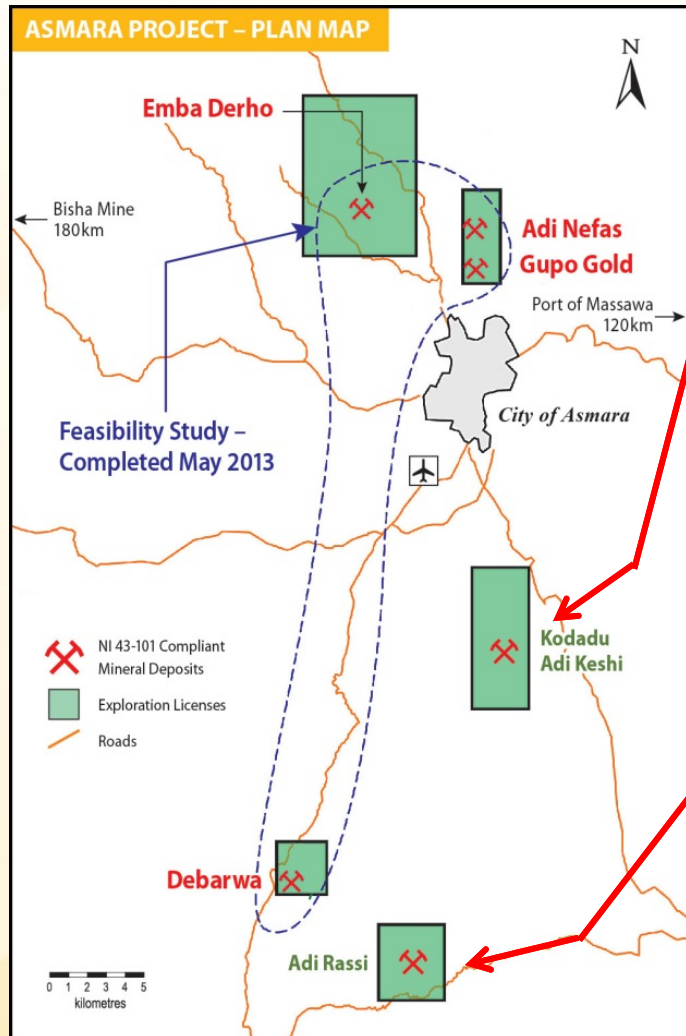 ASMARA PROJECT – PLAN MAP
N
Emba Derho
Bisha Mine
180km
Adi Nefas
Gupo Gold
Port of Massawa
120km
City of Asmara
Feasibility Study –
Completed May 2013
NI 43-101 Compliant
Mineral Deposits
Exploration Licenses
Roads
Kodadu
Adi Keshi
Debarwa
Adi Rassi
0 1 2 3 4 5
kilometres